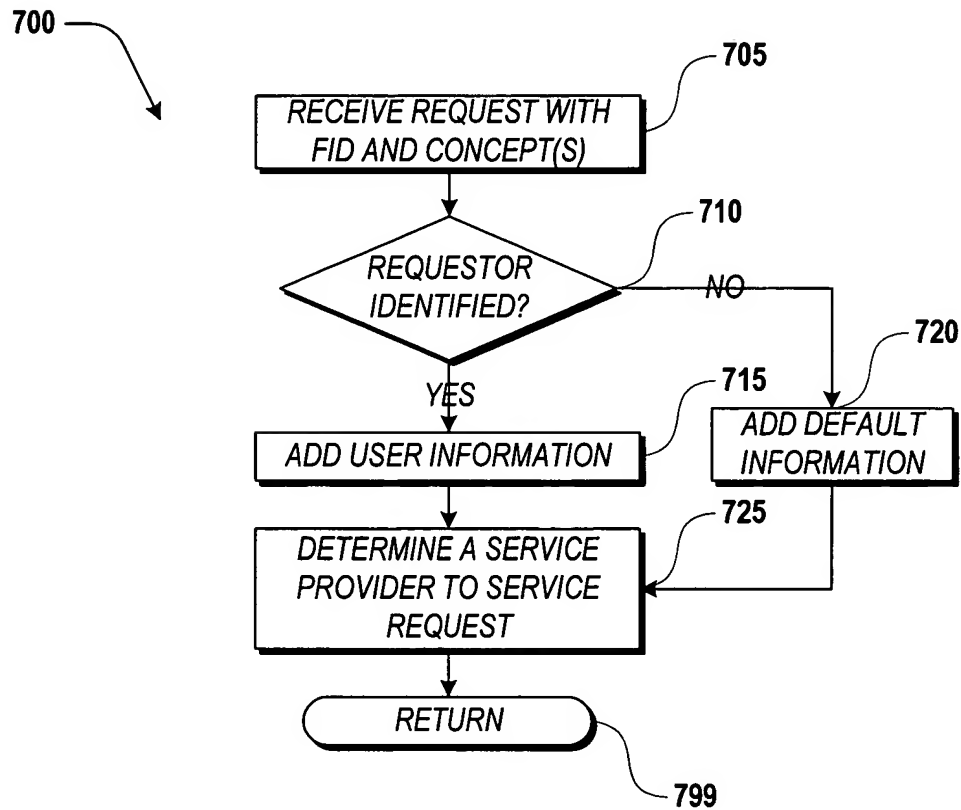 700
705
RECEIVE REQUEST WITH
FID AND CONCEPT(S)
710
REQUESTOR
IDENTIFIED?
NO
YES
720
715
ADD DEFAULT
INFORMATION
ADD USER INFORMATION
725
DETERMINE A SERVICE
PROVIDER TO SERVICE
REQUEST
RETURN
799